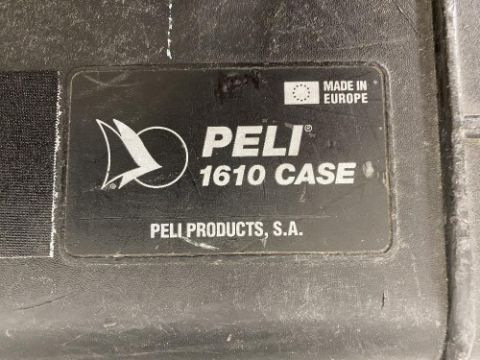 MADE IN
EUROPE
PELI®
1610 CASE
PELI PRODUCTS, S.A.